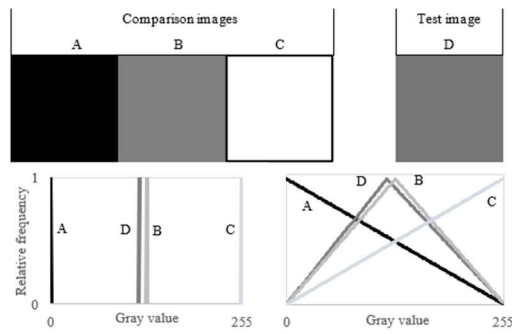 Comparison images
Test image
A
B
C
D
1
A
D
B
C
Relative frequency
0
0
Gray value
255
D
B
A
C
0
Gray value
255